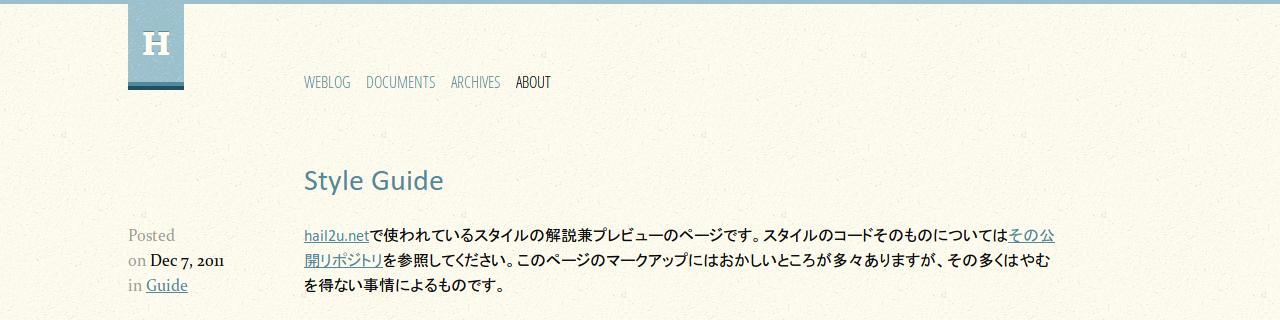 H
WEBLOG DOCUMENTS ARCHIVES ABOUT
Style Guide
Posted
on Dec 7, 2011
in Guide
hail2u.netで使われているスタイルの解説兼プレビューのページです。スタイルのコードそのものについてはその公
開リポジトリを参照してください。このページのマークアップにはおかしいところが多々ありますが、その多くはやむ
を得ない事情によるものです。